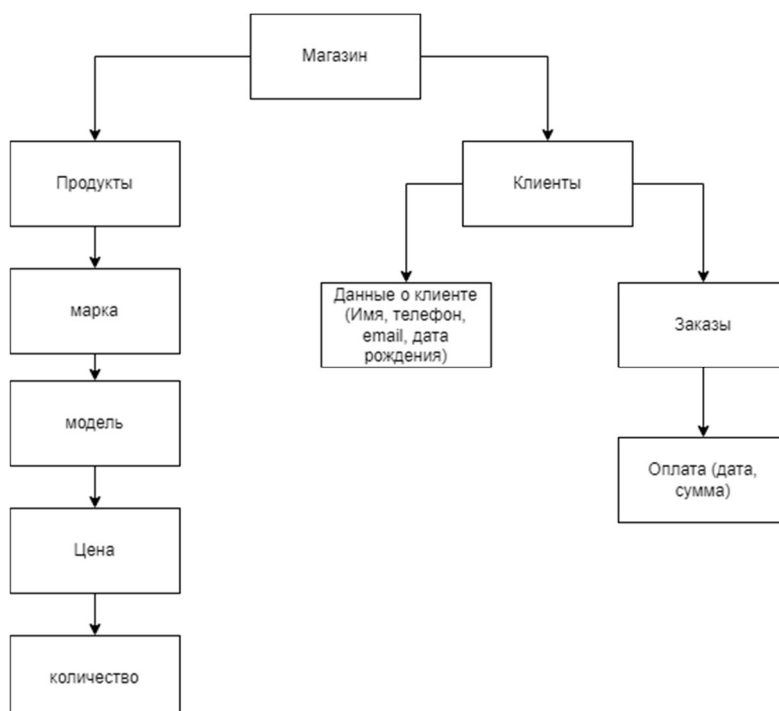 Магазин
Продукты
Клиенты
марка
Данные о клиенте
(Имя, телефон,
email, дата
рождения)
Заказы
модель
Оплата (дата,
сумма)
Цена
количество